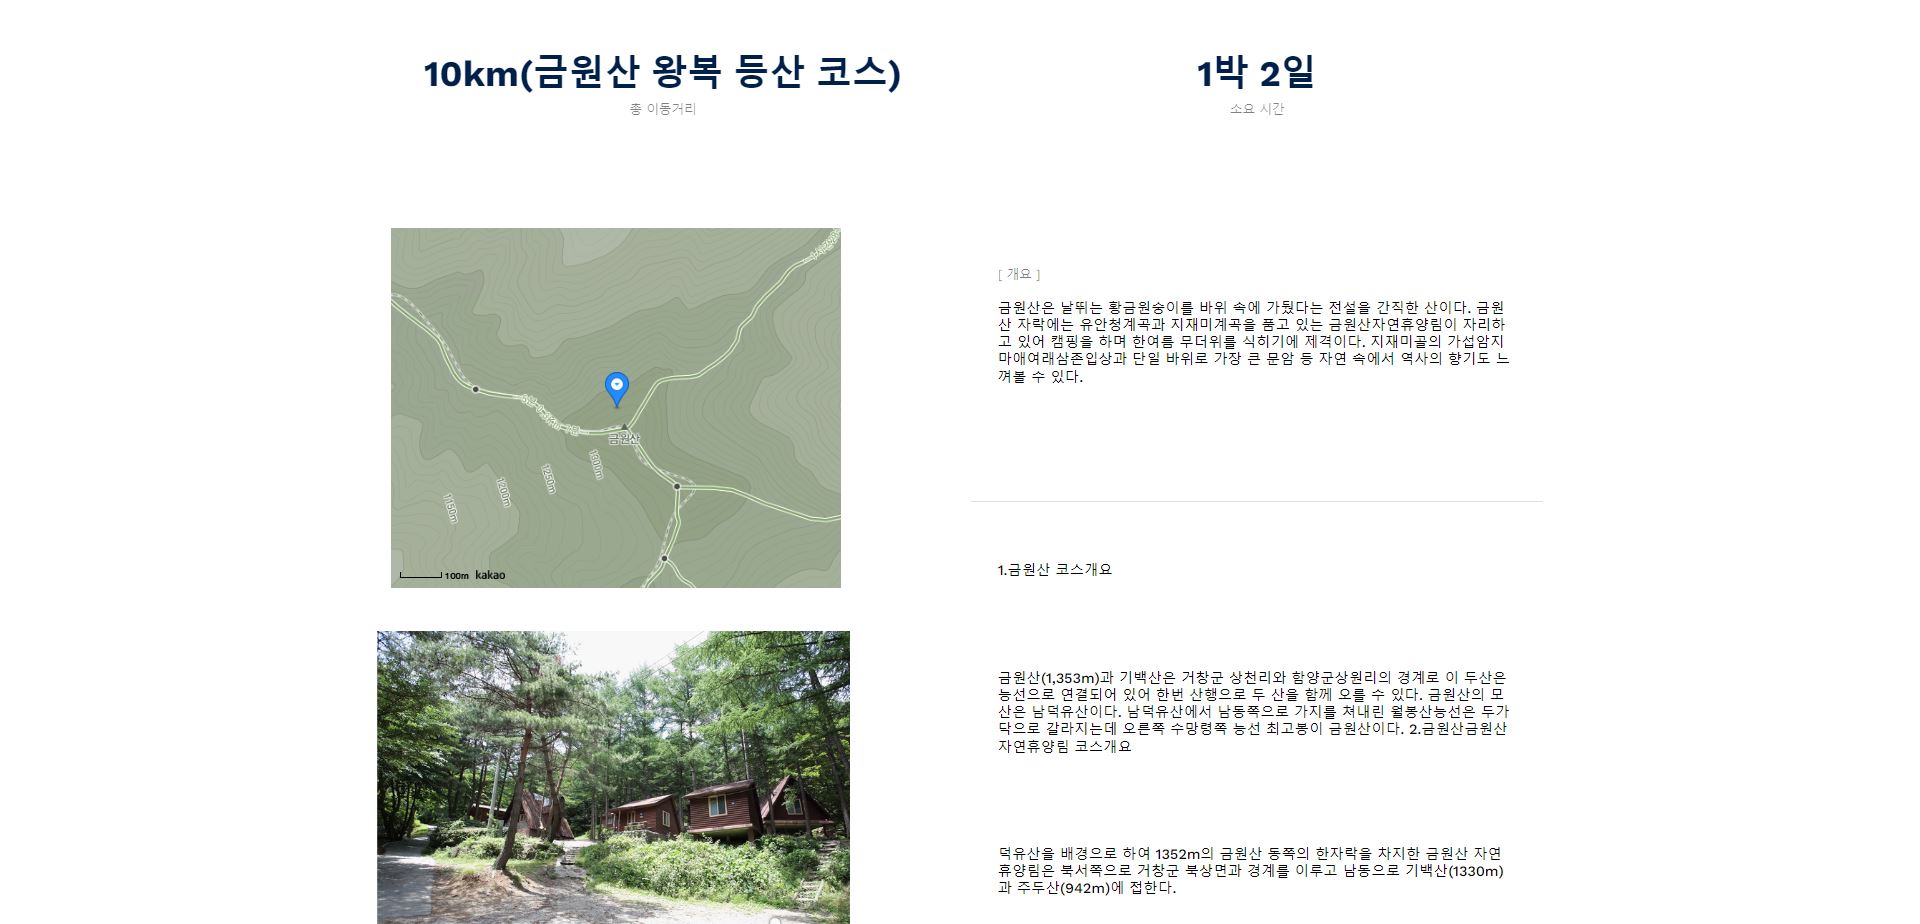 10km(금원산 왕복 등산 코스)
총 이동거리
1박 2일
소요 시간
금원산
1300m
1250m
1200m
1150m
100m kakao
[ 개요 ]
금원산은 날뛰는 황금원숭이를 바위 속에 가뒀다는 전설을 간직한 산이다. 금원
산 자락에는 유안청계곡과 지재미계곡을 품고 있는 금원산자연휴양림이 자리하
고 있어 캠핑을 하며 한여름 무더위를 식히기에 제격이다. 지재미골의 가섭암지
마애여래삼존입상과 단일 바위로 가장 큰 문암 등 자연 속에서 역사의 향기도 느
껴볼 수 있다.
1.금원산 코스개요
금원산(1,353m)과 기백산은 거창군 상천리와 함양군상원리의 경계로 이 두산은
능선으로 연결되어 있어 한번 산행으로 두 산을 함께 오를 수 있다. 금원산의 모
산은 남덕유산이다. 남덕유산에서 남동쪽으로 가지를 쳐내린 월봉산능선은 두가
닥으로 갈라지는데 오른쪽 수망령쪽 능선 최고봉이 금원산이다. 2.금원산금원산
자연휴양림 코스개요
덕유산을 배경으로 하여 1352m의 금원산 동쪽의 한자락을 차지한 금원산 자연
휴양림은 북서쪽으로 거창군 북상면과 경계를 이루고 남동으로 기백산(1330m)
과 주두산(942m)에 접한다.